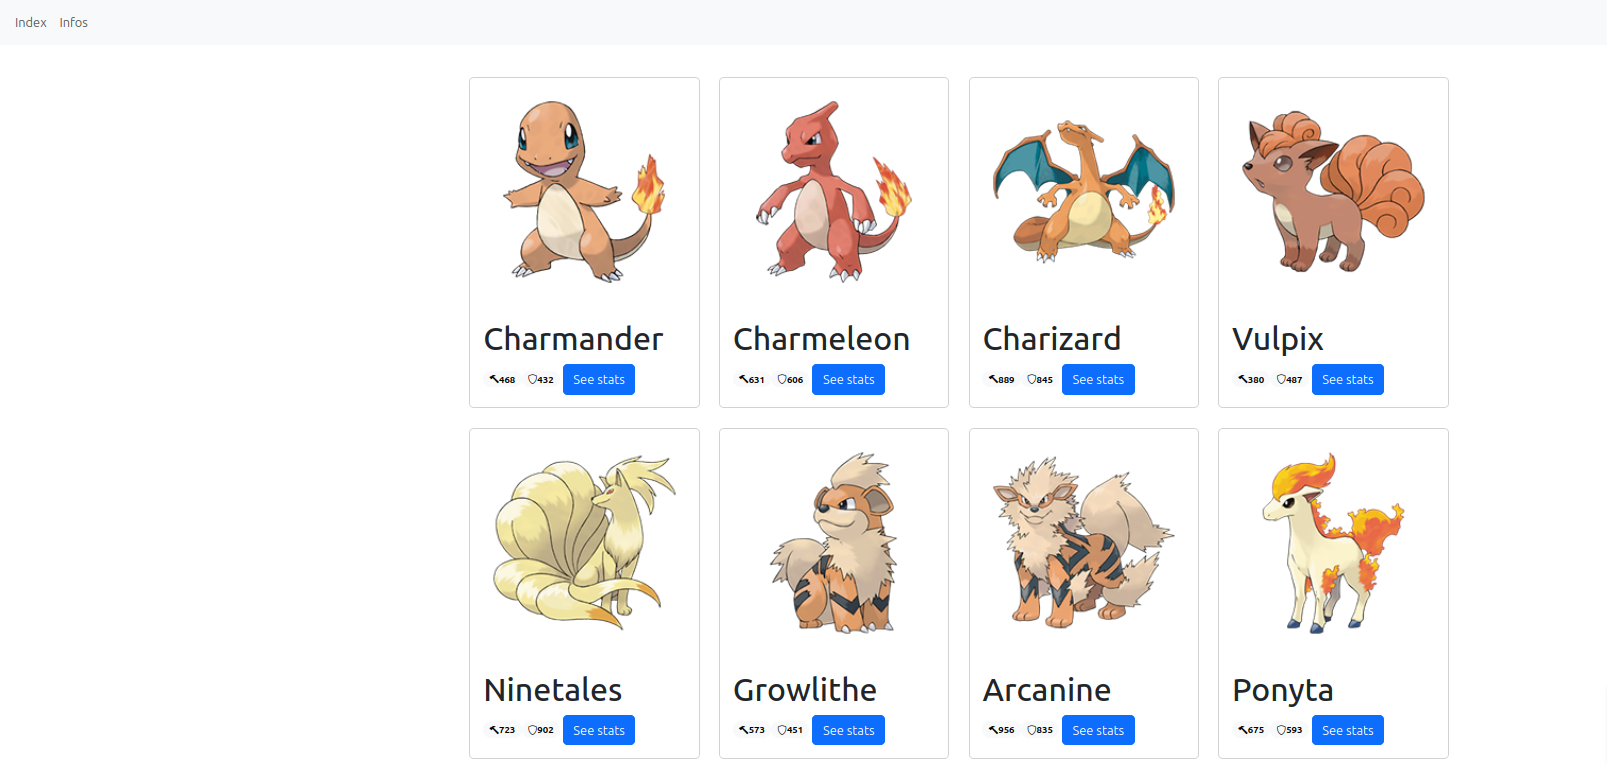 Index Infos
Charmander Charmeleon Charizard Vulpix
468 432 See stats 631 606 See stats 889 845 See stats 380 487 See stats
Ninetales Growlithe Arcanine Ponyta
723 902 See stats 573 451 See stats 956 835 See stats 675 593 See stats